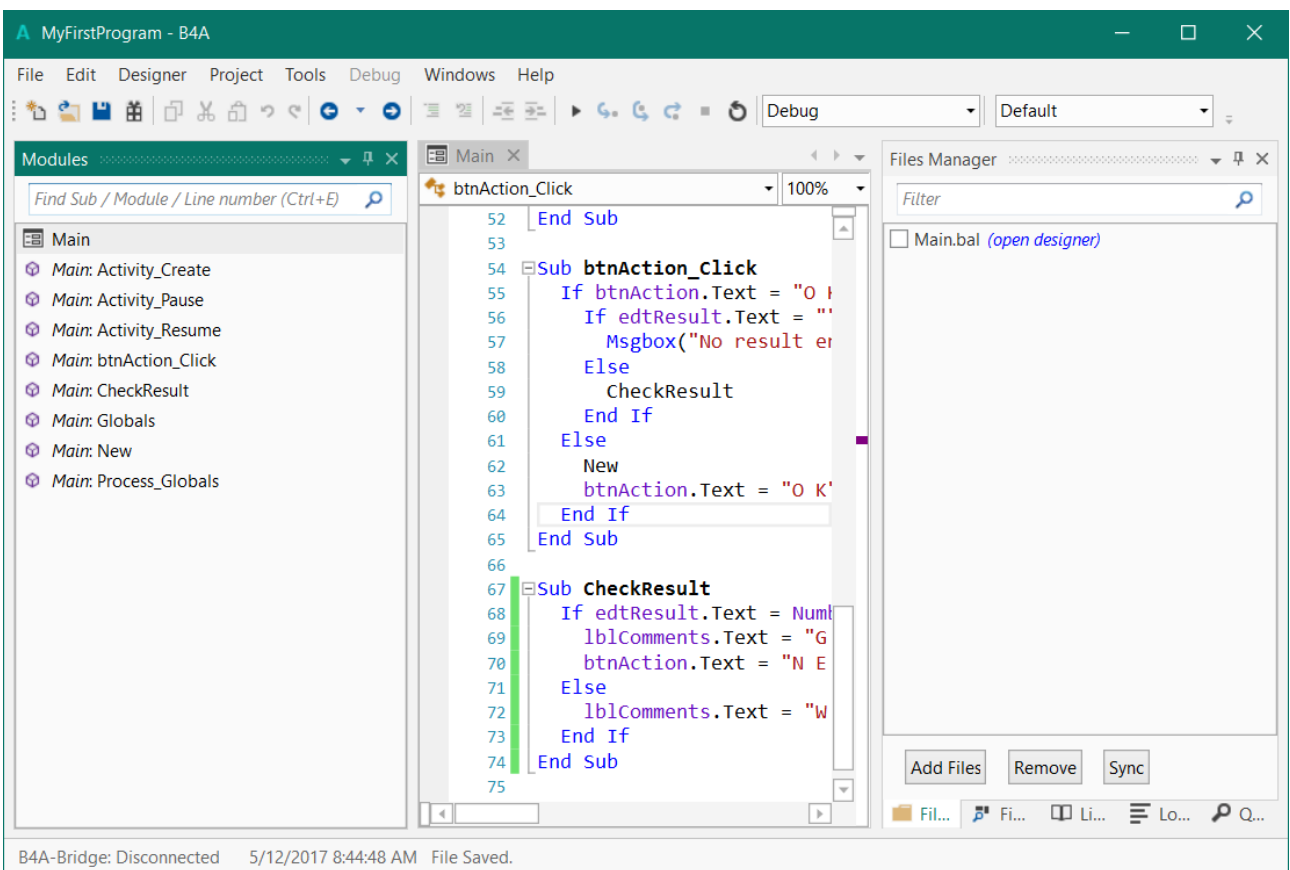 A MyFirstProgram - B4A
File Edit Designer Project Tools Debug Windows Help
Debug Default
Modules
Find Sub / Module / Line number (Ctrl+E)
Main
Main: Activity_Create
Main: Activity_Pause
Main: Activity_Resume
Main: btnAction_Click
Main: CheckResult
Main: Globals
Main: New
Main: Process_Globals
Main
btnAction_Click 100%
52 End Sub
53
54 Sub btnAction_Click
55 If btnAction.Text = "O
56 If edtResult.Text = "
57 Msgbox("No result
58 Else
59 CheckResult
60 End If
61 Else
62 New
63 btnAction.Text = "O K"
64 End If
65 End Sub
66
67 Sub CheckResult
68 If edtResult.Text = Numb
69 lblComments.Text = "G
70 btnAction.Text = "N E
71 Else
72 lblComments.Text = "W
73 End If
74 End Sub
75
Files Manager
Filter
Main.bal (open designer)
Add Files Remove Sync
Fil... Fi... Li... Lo... Q...
B4A-Bridge: Disconnected 5/12/2017 8:44:48 AM File Saved.